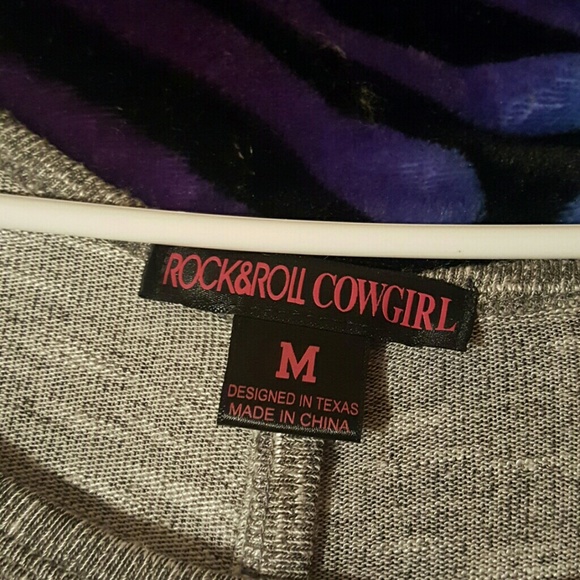 ROCK&ROLL COWGIRL
M
DESIGNED IN TEXAS
MADE IN CHINA